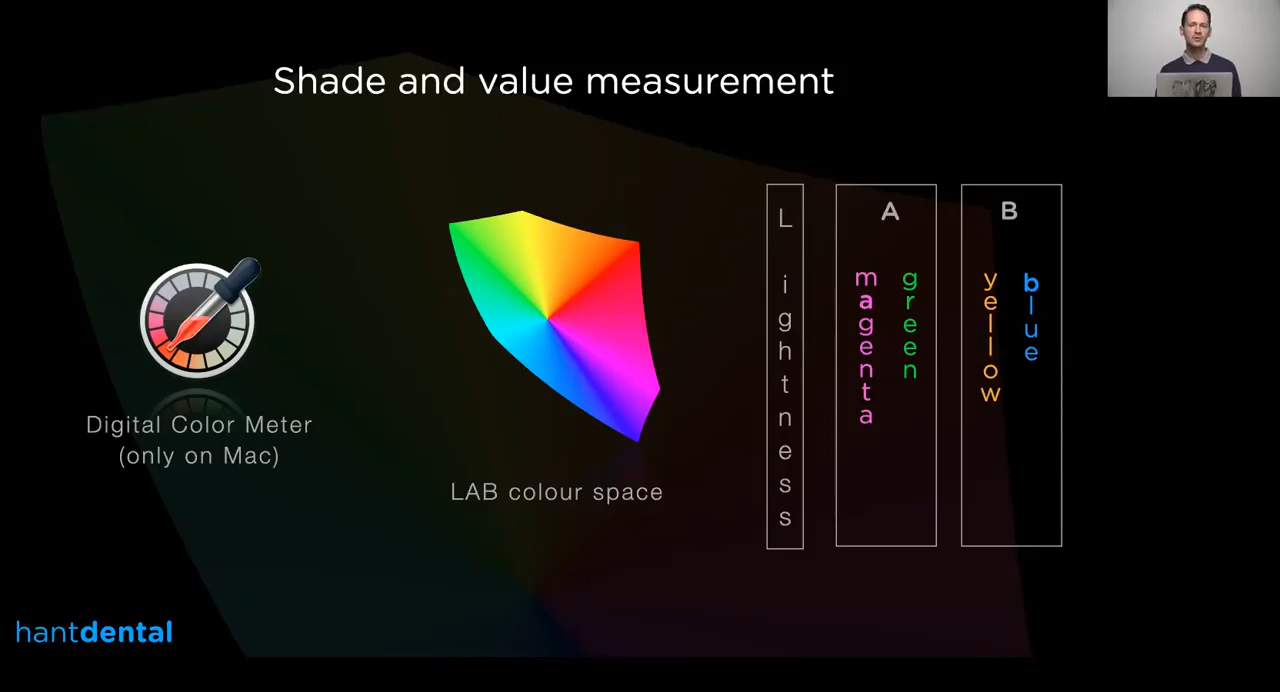 Shade and value measurement
Digital Color Meter
(only on Mac)
LAB colour space
Lightness
A
magenta
green
B
yellow
blue
hantdental